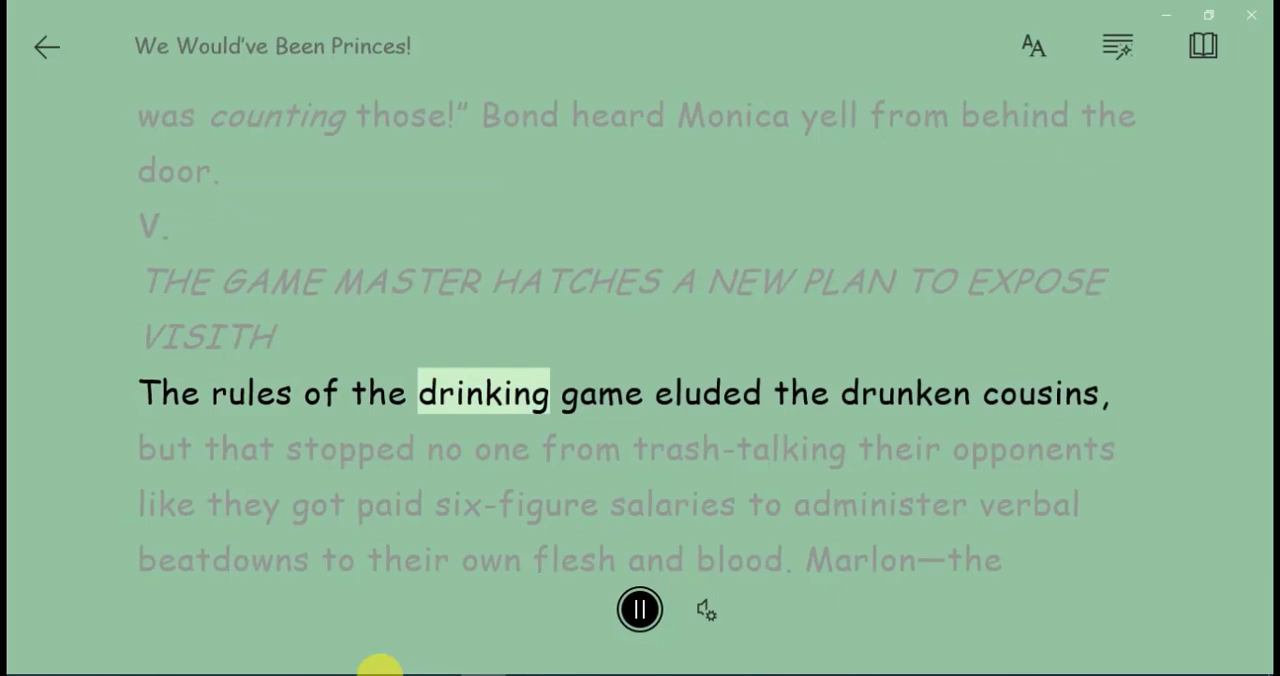 We Would've Been Princes!
was counting those!” Bond heard Monica yell from behind the
door.
V.
THE GAME MASTER HATCHES A NEW PLAN TO EXPOSE
VISITH
The rules of the drinking game eluded the drunken cousins,
but that stopped no one from trash-talking their opponents
like they got paid six-figure salaries to administer verbal
beatdowns to their own flesh and blood. Marlon—the